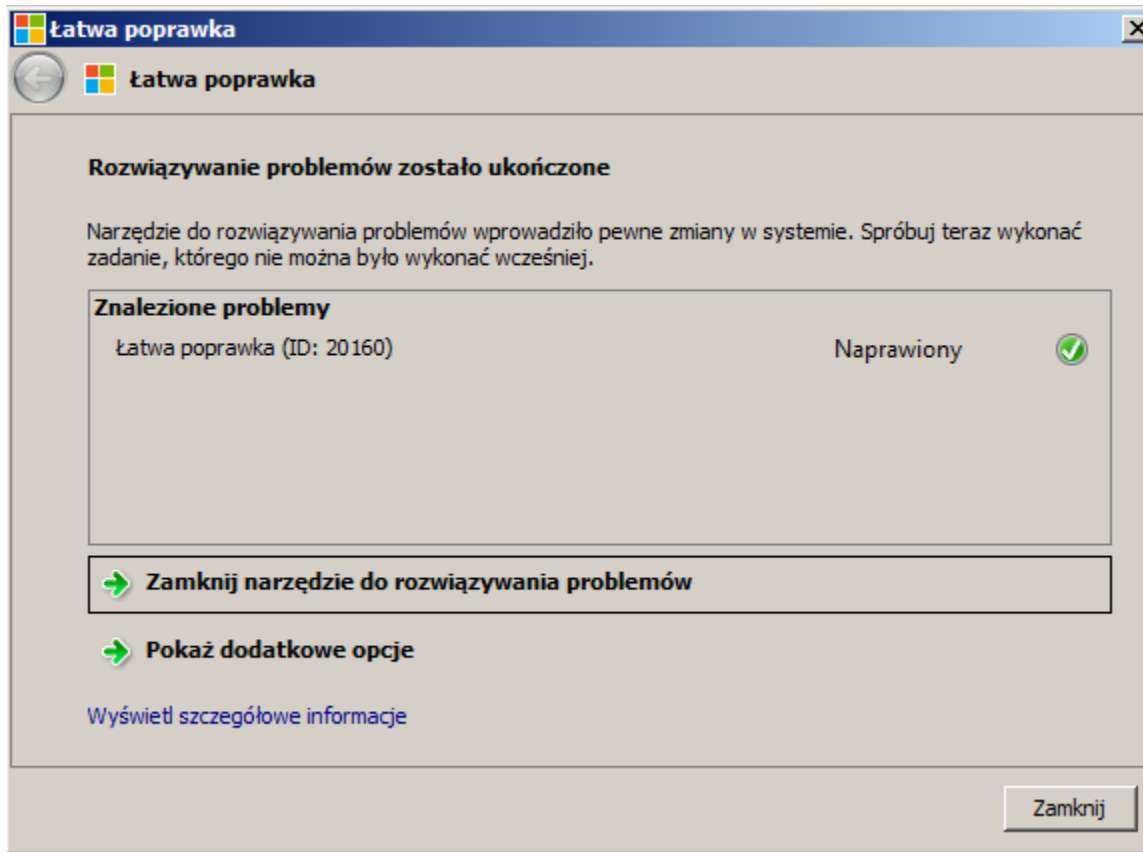 Łatwa poprawka
Łatwa poprawka
Rozwiązywanie problemów zostało ukończone
Narzędzie do rozwiązywania problemów wprowadziło pewne zmiany w systemie. Spróbuj teraz wykonać
zadanie, którego nie można było wykonać wcześniej.
Znalezione problemy
Łatwa poprawka (ID: 20160) Naprawiony
Zamknij narzędzie do rozwiązywania problemów
Pokaż dodatkowe opcje
Wyświetl szczegółowe informacje
Zamknij